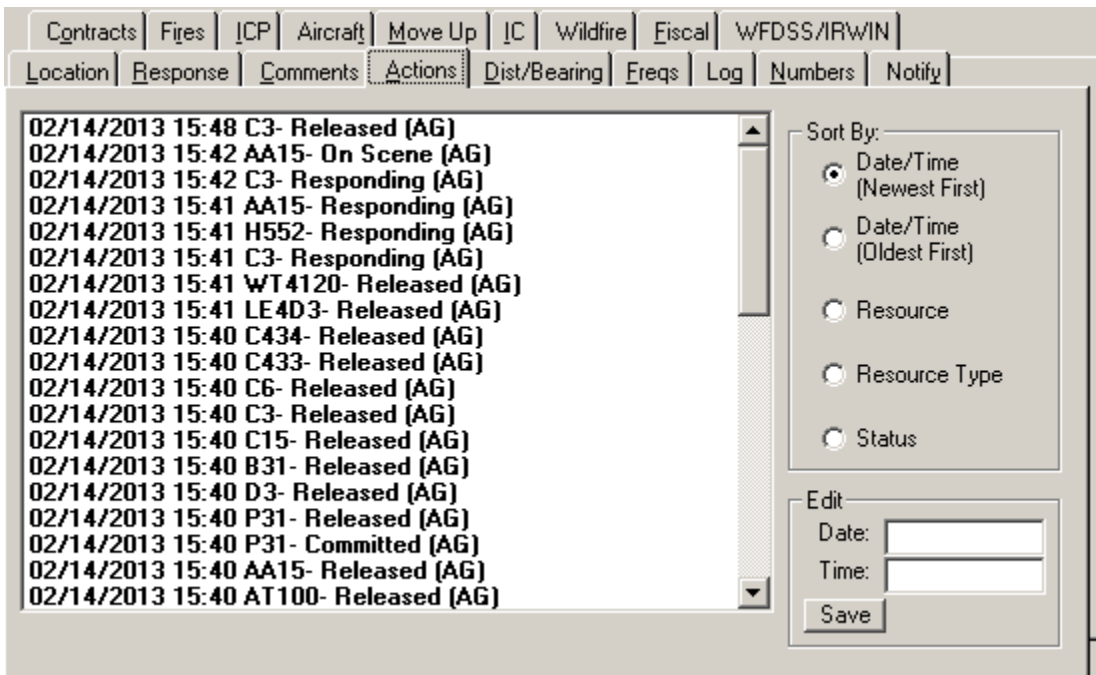 Contracts Fires ICP Aircraft Move Up IC Wildfire Fiscal WFDSS/IRWIN
Location Response Comments Actions Dist/Bearing Freqs Log Numbers Notify
02/14/2013 15:48 C3- Released (AG)
02/14/2013 15:42 AA15- On Scene (AG)
02/14/2013 15:42 C3- Responding (AG)
02/14/2013 15:41 AA15- Responding (AG)
02/14/2013 15:41 H552- Responding (AG)
02/14/2013 15:41 C3- Responding (AG)
02/14/2013 15:41 WT4120- Released (AG)
02/14/2013 15:41 LE4D3- Released (AG)
02/14/2013 15:40 C434- Released (AG)
02/14/2013 15:40 C433- Released (AG)
02/14/2013 15:40 C6- Released (AG)
02/14/2013 15:40 C3- Released (AG)
02/14/2013 15:40 C15- Released (AG)
02/14/2013 15:40 B31- Released (AG)
02/14/2013 15:40 D3- Released (AG)
02/14/2013 15:40 P31- Released (AG)
02/14/2013 15:40 P31- Committed (AG)
02/14/2013 15:40 AA15- Released (AG)
02/14/2013 15:40 AT100- Released (AG)
Sort By:
Date/Time
(Newest First)
Date/Time
(Oldest First)
Resource
Resource Type
Status
Edit
Date:
Time:
Save